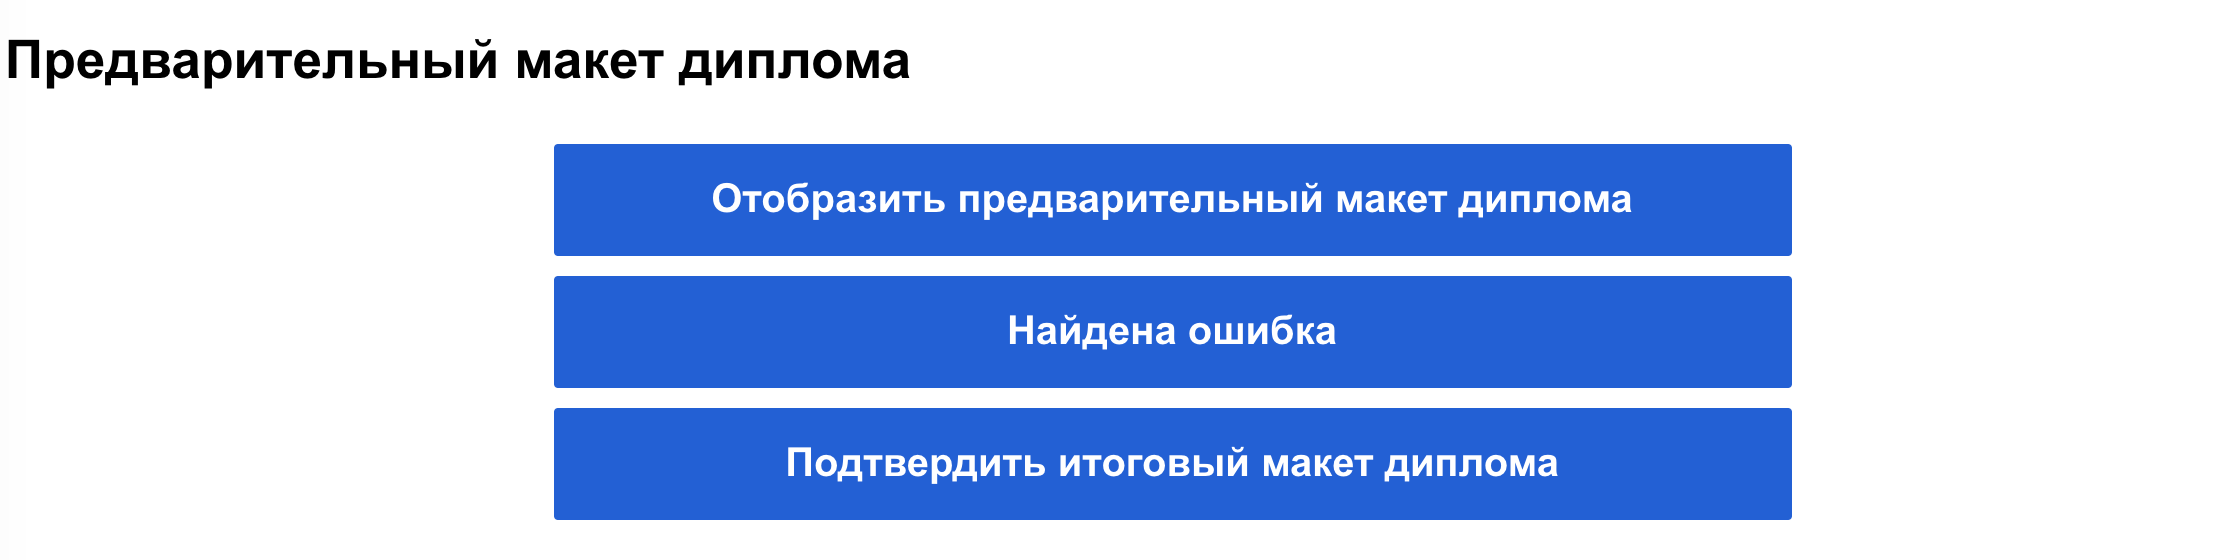 Предварительный макет диплома
Отобразить предварительный макет диплома
Найдена ошибка
Подтвердить итоговый макет диплома